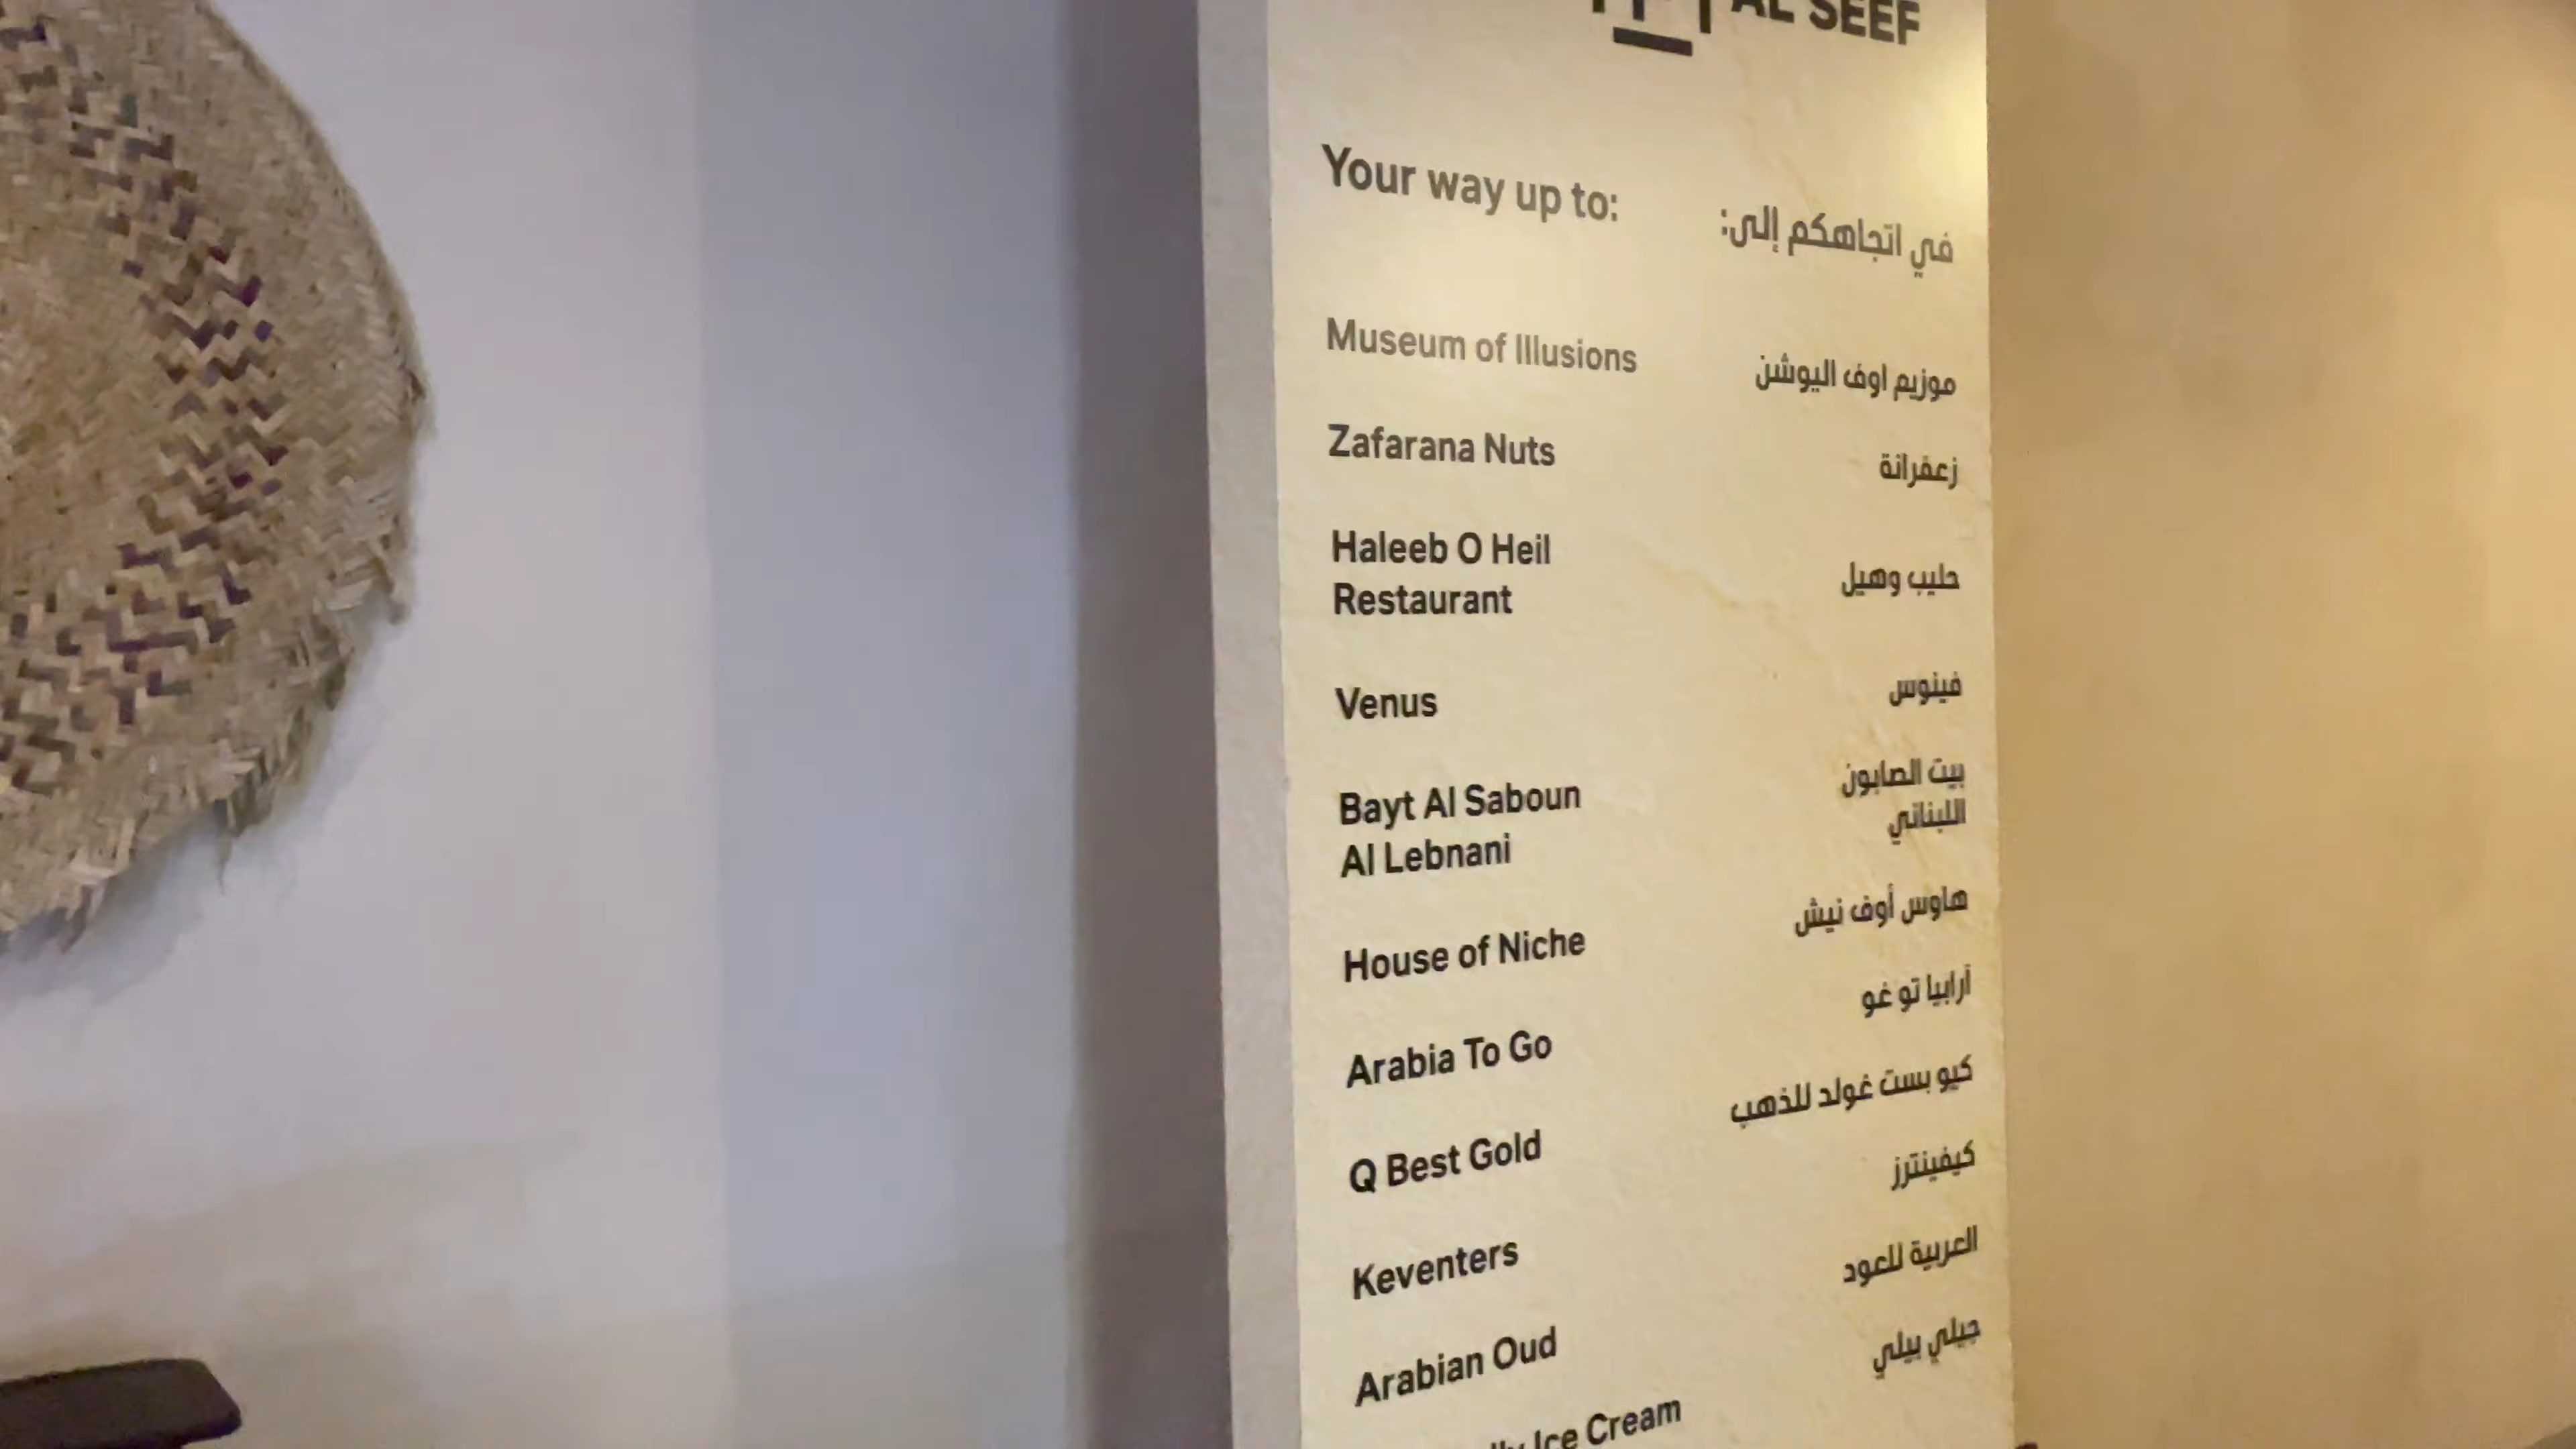 AL SEEF
Your way up to:
في اتجاهكم إلى:
Museum of Illusions
موزيم اوف اليوشن
Zafarana Nuts
زعفرانة
Haleeb O Heil
Restaurant
حليب وهيل
Venus
فينوس
Bayt Al Saboun
Al Lebnani
بيت الصابون
اللبناني
House of Niche
هاوس أوف نيش
Arabia To Go
أرابيا تو غو
Q Best Gold
كيو بست غولد للذهب
Keventers
كيفينترز
Arabian Oud
العربية للعود
Ice Cream
جيلي بيلي